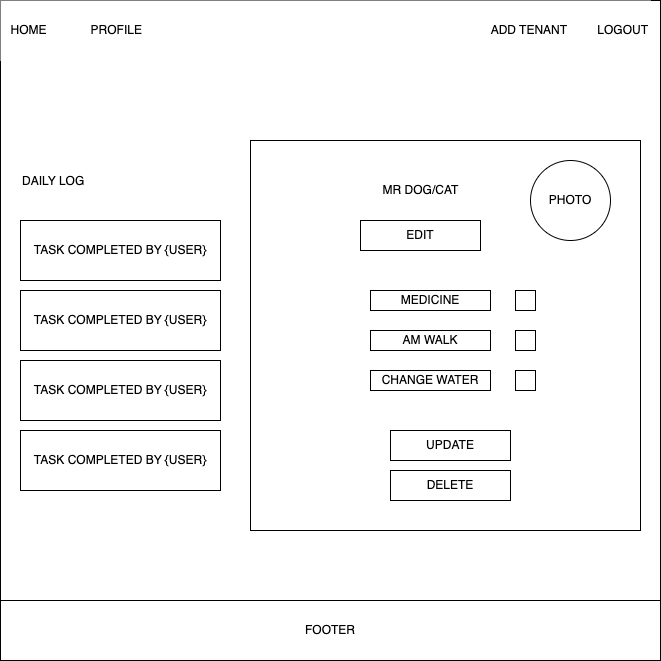 HOME
PROFILE
ADD TENANT
LOGOUT
DAILY LOG
TASK COMPLETED BY {USER}
TASK COMPLETED BY {USER}
TASK COMPLETED BY {USER}
TASK COMPLETED BY {USER}
MR DOG/CAT
PHOTO
EDIT
MEDICINE
AM WALK
CHANGE WATER
UPDATE
DELETE
FOOTER